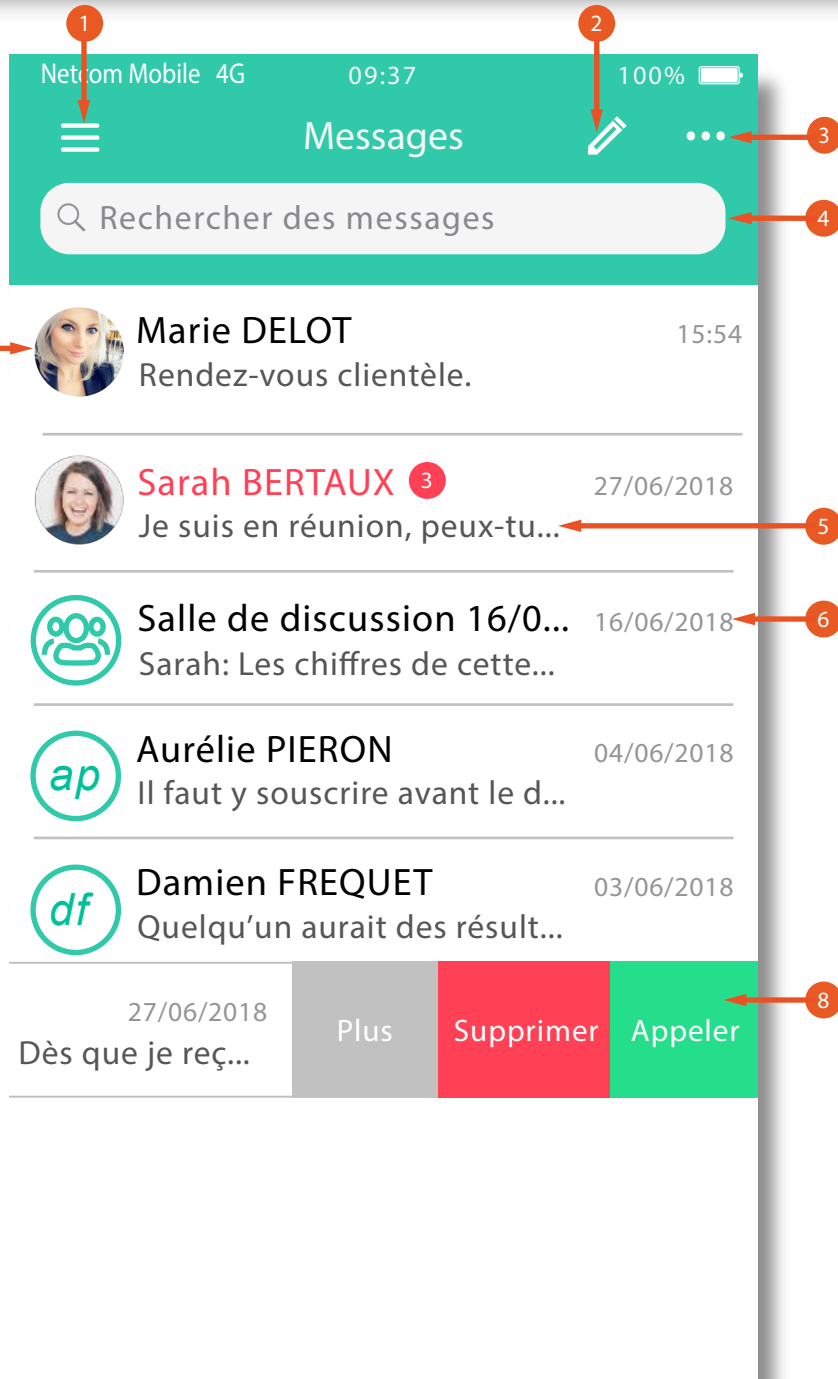 1
2
Netcom Mobile 4G 09:37 100%
Messages
3
Rechercher des messages
4
Marie DELOT 15:54
Rendez-vous clientèle.
Sarah BERTAUX 3 27/06/2018
Je suis en réunion, peux-tu...
5
Salle de discussion 16/0... 16/06/2018
6
Sarah: Les chiffres de cette...
ap
Aurélie PIERON 04/06/2018
Il faut y souscrire avant le d...
df
Damien FREQUET 03/06/2018
Quelqu’un aurait des résult...
27/06/2018
Dès que je reç...
Plus Supprimer Appeler
8